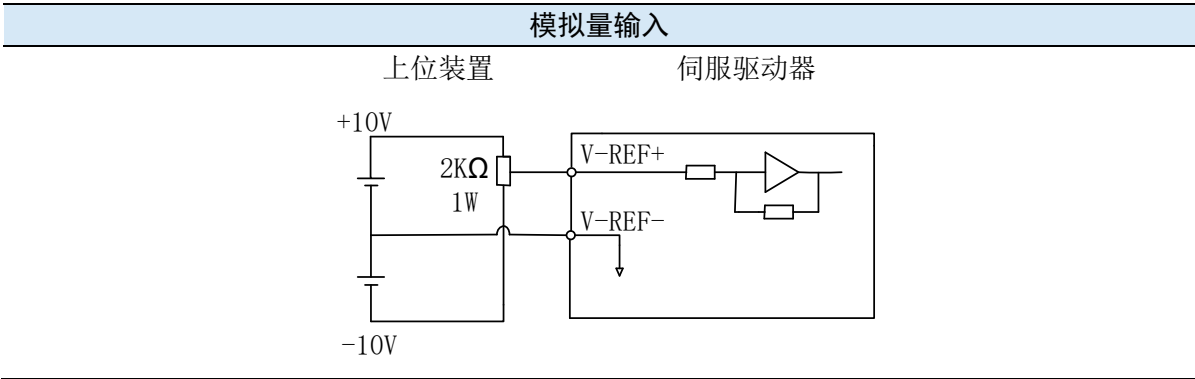 模拟量输入
上位装置 伺服驱动器
+10V
V-REF+
2KΩ
1W
V-REF-
-10V